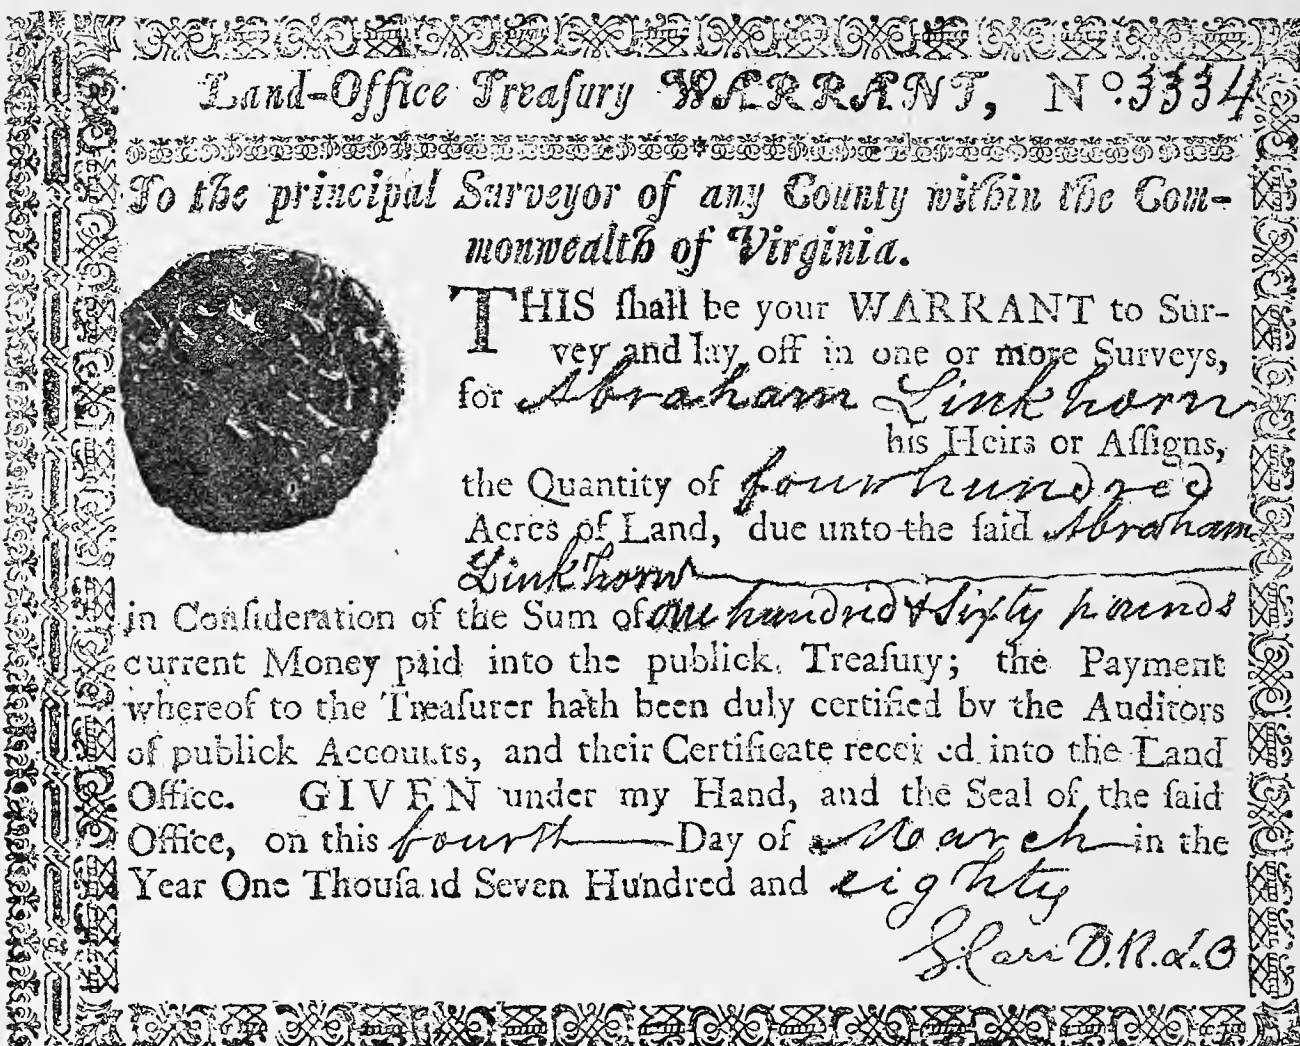 Land-Office Treaſury WARRANT, No. 3334
To the principal Surveyor of any County within the Com-
monwealth of Virginia.
THIS ſhall be your WARRANT to Sur-
vey and lay off in one or more Surveys,
for Abraham Linkhorn
his Heirs or Aſſigns,
the Quantity of four hundred
Acres of Land, due unto the ſaid Abraham
Linkhorn
in Conſideration of the Sum of one hundred & Sixty pounds
current Money paid into the publick Treaſury; the Payment
whereof to the Treaſurer hath been duly certified by the Auditors
of publick Accounts, and their Certificate received into the Land
Office. GIVEN under my Hand, and the Seal of the ſaid
Office, on this fourth Day of March in the
Year One Thouſand Seven Hundred and eighty
D.R.L.O